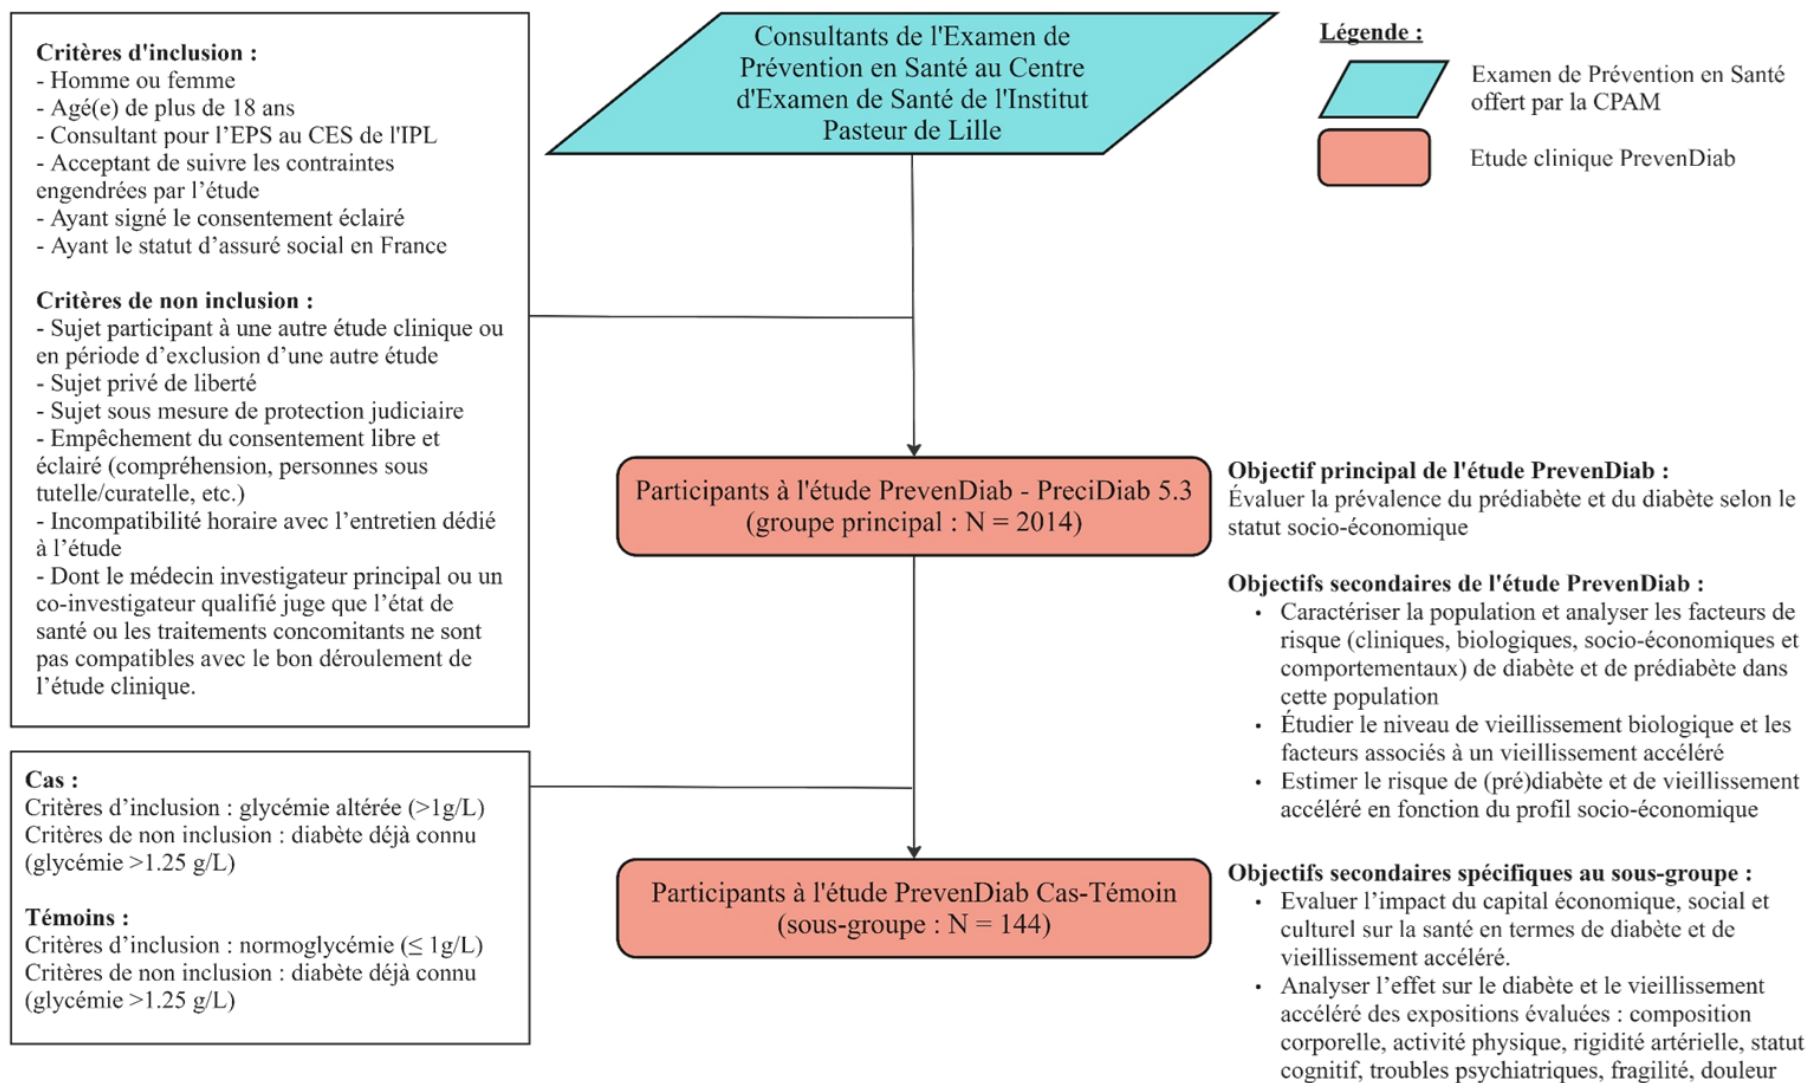 Critères d'inclusion :
- Homme ou femme
- Agé(e) de plus de 18 ans
- Consultant pour l’EPS au CES de l'IPL
- Acceptant de suivre les contraintes
engendrées par l’étude
- Ayant signé le consentement éclairé
- Ayant le statut d’assuré social en France
Critères de non inclusion :
- Sujet participant à une autre étude clinique ou
en période d’exclusion d’une autre étude
- Sujet privé de liberté
- Sujet sous mesure de protection judiciaire
- Empêchement du consentement libre et
éclairé (compréhension, personnes sous
tutelle/curatelle, etc.)
- Incompatibilité horaire avec l’entretien dédié
à l’étude
- Dont le médecin investigateur principal ou un
co-investigateur qualifié juge que l’état de
santé ou les traitements concomitants ne sont
pas compatibles avec le bon déroulement de
l’étude clinique.
Cas :
Critères d’inclusion : glycémie altérée (>1g/L)
Critères de non inclusion : diabète déjà connu
(glycémie >1.25 g/L)
Témoins :
Critères d’inclusion : normoglycémie (≤ 1g/L)
Critères de non inclusion : diabète déjà connu
(glycémie >1.25 g/L)
Consultants de l'Examen de
Prévention en Santé au Centre
d'Examen de Santé de l'Institut
Pasteur de Lille
Participants à l'étude PrevenDiab - PreciDiab 5.3
(groupe principal : N = 2014)
Participants à l'étude PrevenDiab Cas-Témoin
(sous-groupe : N = 144)
Légende :
Examen de Prévention en Santé
offert par la CPAM
Etude clinique PrevenDiab
Objectif principal de l'étude PrevenDiab :
Évaluer la prévalence du prédiabète et du diabète selon le
statut socio-économique
Objectifs secondaires de l'étude PrevenDiab :
• Caractériser la population et analyser les facteurs de
risque (cliniques, biologiques, socio-économiques et
comportementaux) de diabète et de prédiabète dans
cette population
• Étudier le niveau de vieillissement biologique et les
facteurs associés à un vieillissement accéléré
• Estimer le risque de (pré)diabète et de vieillissement
accéléré en fonction du profil socio-économique
Objectifs secondaires spécifiques au sous-groupe :
• Evaluer l’impact du capital économique, social et
culturel sur la santé en termes de diabète et de
vieillissement accéléré.
• Analyser l’effet sur le diabète et le vieillissement
accéléré des expositions évaluées : composition
corporelle, activité physique, rigidité artérielle, statut
cognitif, troubles psychiatriques, fragilité, douleur